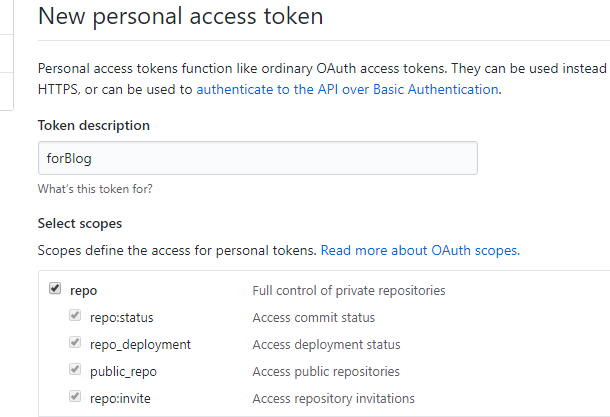 New personal access token
Personal access tokens function like ordinary OAuth access tokens. They can be used instead
HTTPS, or can be used to authenticate to the API over Basic Authentication.
Token description
forBlog
What's this token for?
Select scopes
Scopes define the access for personal tokens. Read more about OAuth scopes.
repo Full control of private repositories
repo:status Access commit status
repo_deployment Access deployment status
public_repo Access public repositories
repo:invite Access repository invitations